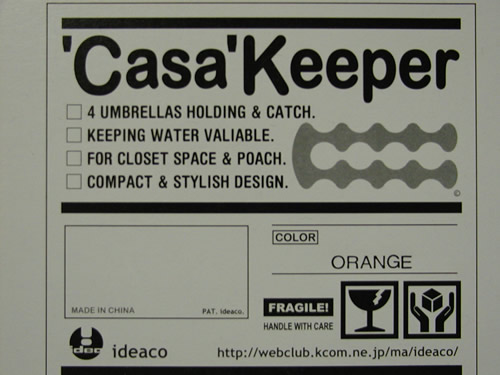 'Casa'Keeper
4 UMBRELLAS HOLDING & CATCH.
KEEPING WATER VALIABLE.
FOR CLOSET SPACE & POACH.
COMPACT & STYLISH DESIGN.
©
COLOR
ORANGE
MADE IN CHINA
PAT. ideaco.
FRAGILE!
HANDLE WITH CARE
ideaco
http://webclub.kcom.ne.jp/ma/ideaco/